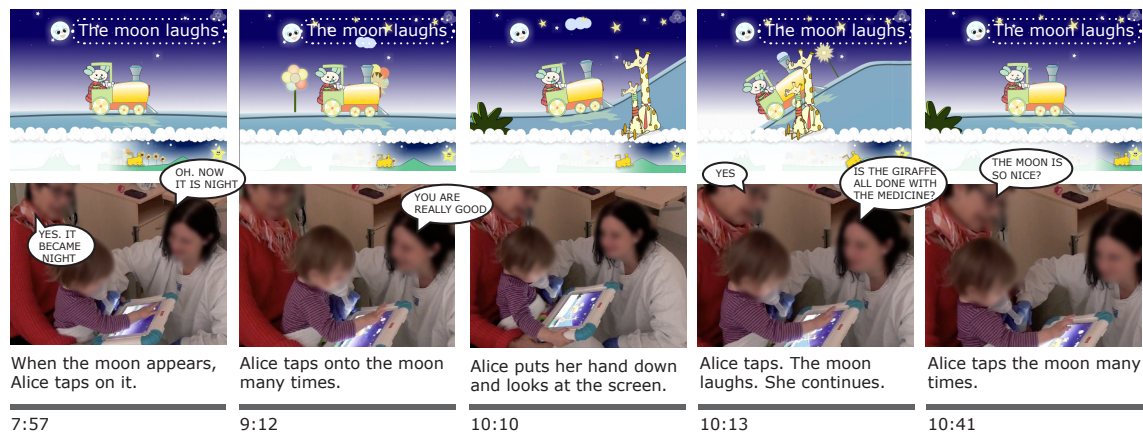 The moon laughs
The moon laughs
The moon laughs
The moon laughs
OH. NOW
IT IS NIGHT
YES. IT
BECAME
NIGHT
YOU ARE
REALLY GOOD
YES
IS THE GIRAFFE
ALL DONE WITH
THE MEDICINE?
THE MOON IS
SO NICE?
When the moon appears,
Alice taps on it.
Alice taps onto the moon
many times.
Alice puts her hand down
and looks at the screen.
Alice taps. The moon
laughs. She continues.
Alice taps the moon many
times.
7:57
9:12
10:10
10:13
10:41